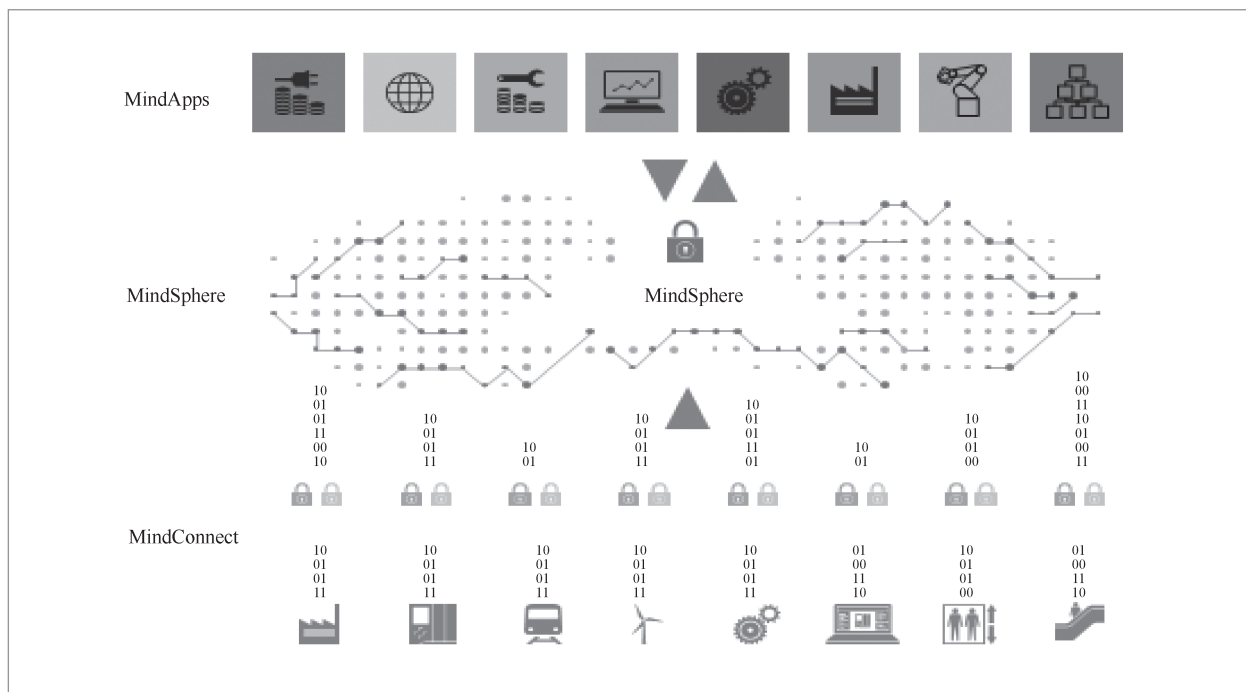 MindApps
MindSphere
MindSphere
10
10 00
01 10 11
01 10 10 01 10 10
11 01 01 01 01 01
00 01 10 01 11 10 01 00
10 11 01 11 01 01 00 11
MindConnect
10 10 10 10 10 01 10 01
01 01 01 01 01 00 01 00
01 01 01 01 01 11 01 11
11 11 11 11 11 10 00 10